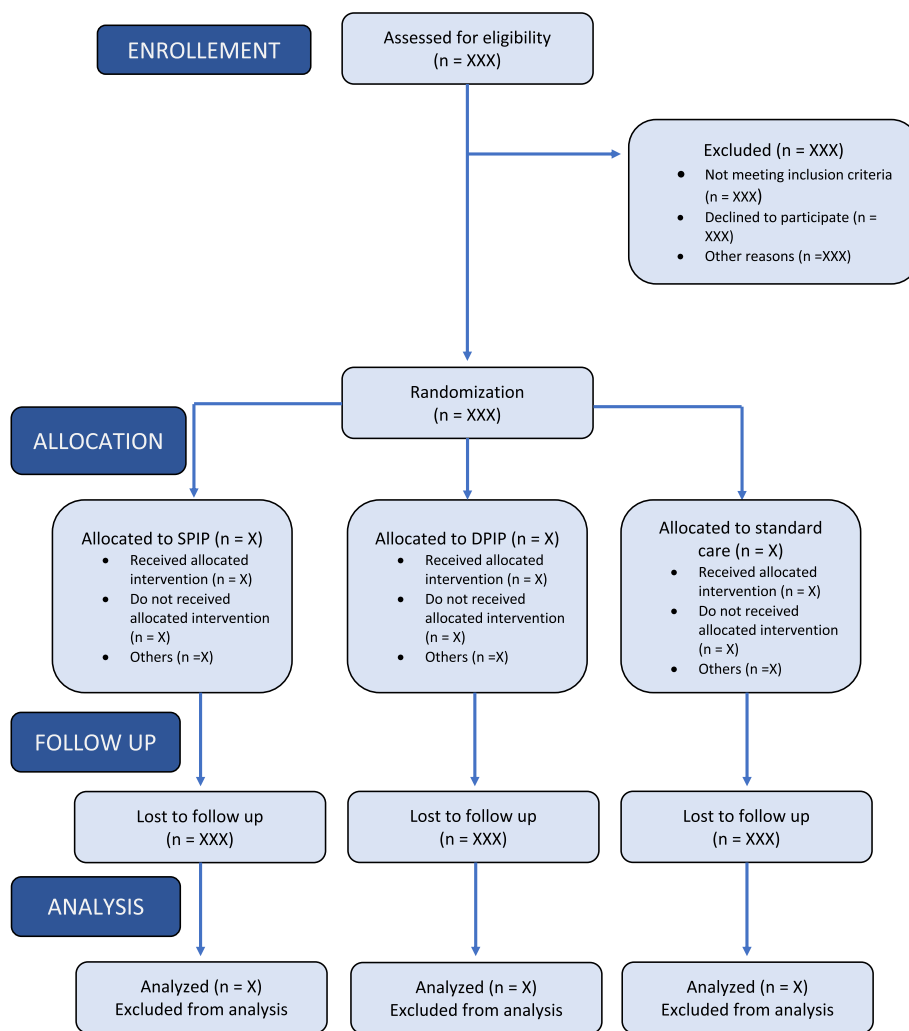 ENROLLEMENT
Assessed for eligibility
(n = XXX)
Excluded (n = XXX)
• Not meeting inclusion criteria
(n = XXX)
• Declined to participate (n =
XXX)
• Other reasons (n =XXX)
Randomization
(n = XXX)
ALLOCATION
Allocated to SPIP (n = X)
• Received allocated
intervention (n = X)
• Do not received
allocated intervention
(n = X)
• Others (n =X)
Allocated to DPIP (n = X)
• Received allocated
intervention (n = X)
• Do not received
allocated intervention
(n = X)
• Others (n =X)
Allocated to standard
care (n = X)
• Received allocated
intervention (n = X)
• Do not received
allocated intervention
(n = X)
• Others (n =X)
FOLLOW UP
Lost to follow up
(n = XXX)
Lost to follow up
(n = XXX)
Lost to follow up
(n = XXX)
ANALYSIS
Analyzed (n = X)
Excluded from analysis
Analyzed (n = X)
Excluded from analysis
Analyzed (n = X)
Excluded from analysis